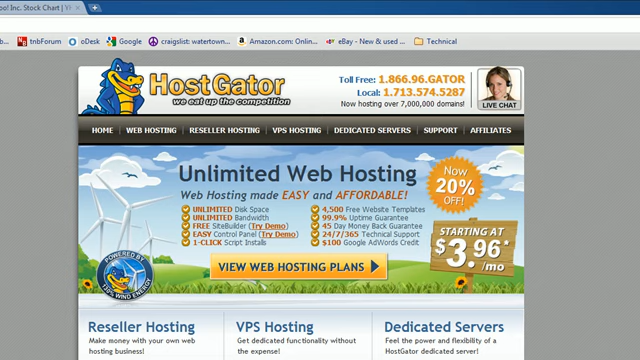 oo! Inc. Stock Chart | Y
tnbForum oDesk Google craigslist: watertown... Amazon.com: Onlin... eBay - New & used ... Technical
HostGator
we eat up the competition
Toll Free: 1.866.96.GATOR
Local: 1.713.574.5287
Now hosting over 7,000,000 domains!
LIVE CHAT
HOME WEB HOSTING RESELLER HOSTING VPS HOSTING DEDICATED SERVERS SUPPORT AFFILIATES
Unlimited Web Hosting
Web Hosting made EASY and AFFORDABLE!
Now
20%
OFF!
UNLIMITED Disk Space
UNLIMITED Bandwidth
FREE SiteBuilder (Try Demo)
EASY Control Panel (Try Demo)
1-CLICK Script Installs
4,500 Free Website Templates
99.9% Uptime Guarantee
45 Day Money Back Guarantee
24/7/365 Technical Support
$100 Google AdWords Credit
STARTING AT
$3.96*
/mo
VIEW WEB HOSTING PLANS
POWERED BY
130% WIND ENERGY
Reseller Hosting
Make money with your own web
hosting business!
VPS Hosting
Get dedicated functionality without
the expense!
Dedicated Servers
Feel the power and flexibility of a
HostGator dedicated server!